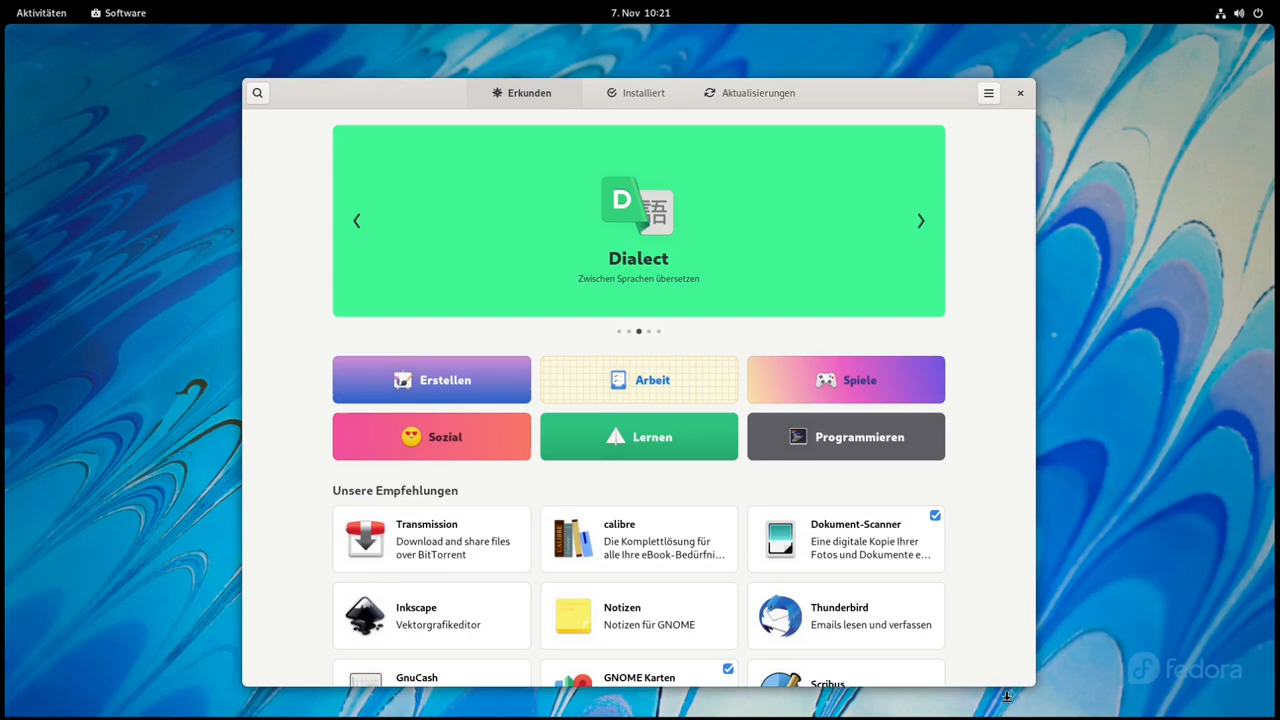 Aktivitäten
Software
7. Nov 10:21
Erkunden
Installiert
Aktualisierungen
D
語
Dialect
Zwischen Sprachen übersetzen
Erstellen
Arbeit
Spiele
Sozial
Lernen
Programmieren
Unsere Empfehlungen
Transmission
Download and share files
over BitTorrent
CALIBRE
calibre
Die Komplettlösung für
alle Ihre eBook-Bedürfni...
Dokument-Scanner
Eine digitale Kopie Ihrer
Fotos und Dokumente e...
Inkscape
Vektorgrafikeditor
Notizen
Notizen für GNOME
Thunderbird
Emails lesen und verfassen
GnuCash
GNOME Karten
Scribus
fedora